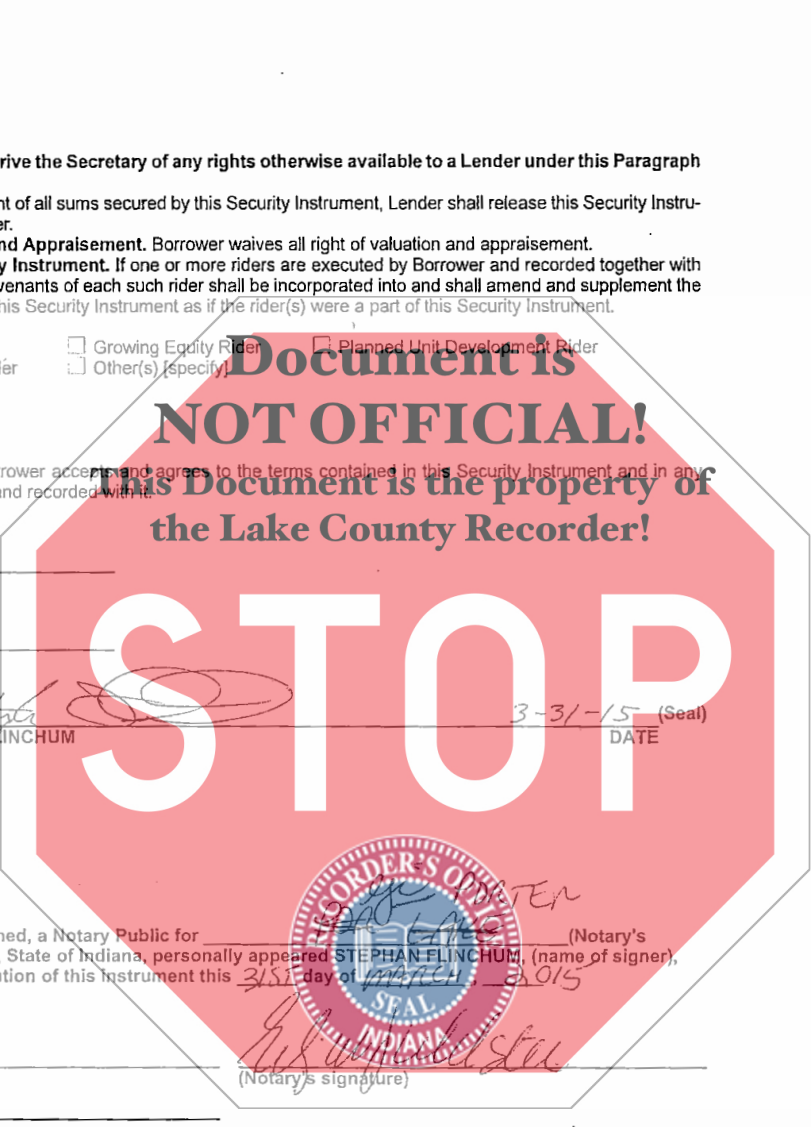 rive the Secretary of any rights otherwise available to a Lender under this Paragraph
nt of all sums secured by this Security Instrument, Lender shall release this Security Instru-
er.
nd Appraisement. Borrower waives all right of valuation and appraisement.
y Instrument. If one or more riders are executed by Borrower and recorded together with
venants of each such rider shall be incorporated into and shall amend and supplement the
his Security Instrument as if the rider(s) were a part of this Security Instrument.
Growing Equity Rider Planned Unit Development Rider
er Other(s) [specify]
Document is
NOT OFFICIAL!
rower accepts and agrees to the terms contained in this Security Instrument and in any
nd recorded with it.
This Document is the property of
the Lake County Recorder!
STOP
3-31-15 (Seal)
INCHUM DATE
RECORDER'S OFFICE
PORTER
LAKE
ned, a Notary Public for (Notary's
State of Indiana, personally appeared STEPHAN FLINCHUM, (name of signer),
ution of this instrument this 31ST day of MARCH, 2015
SEAL
INDIANA
(Notary's signature)